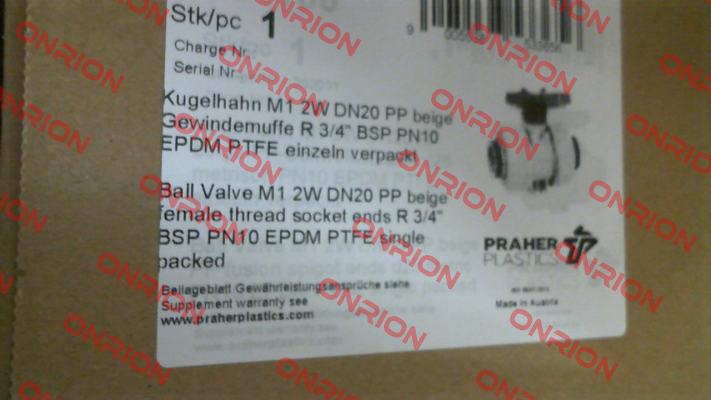 Stk/pc 1
Charge Nr.
Serial Nr.
Kugelhahn M1 2W DN20 PP beige
Gewindemuffe R 3/4" BSP PN10
EPDM PTFE einzeln verpackt
Ball Valve M1 2W DN20 PP beige
female thread socket ends R 3/4"
BSP PN10 EPDM PTFE single
packed
Beilageblatt Gewährleistungsansprüche siehe
Supplement warranty see
www.praherplastics.com
PRAHER
PLASTICS
Made in Austria
ONRION